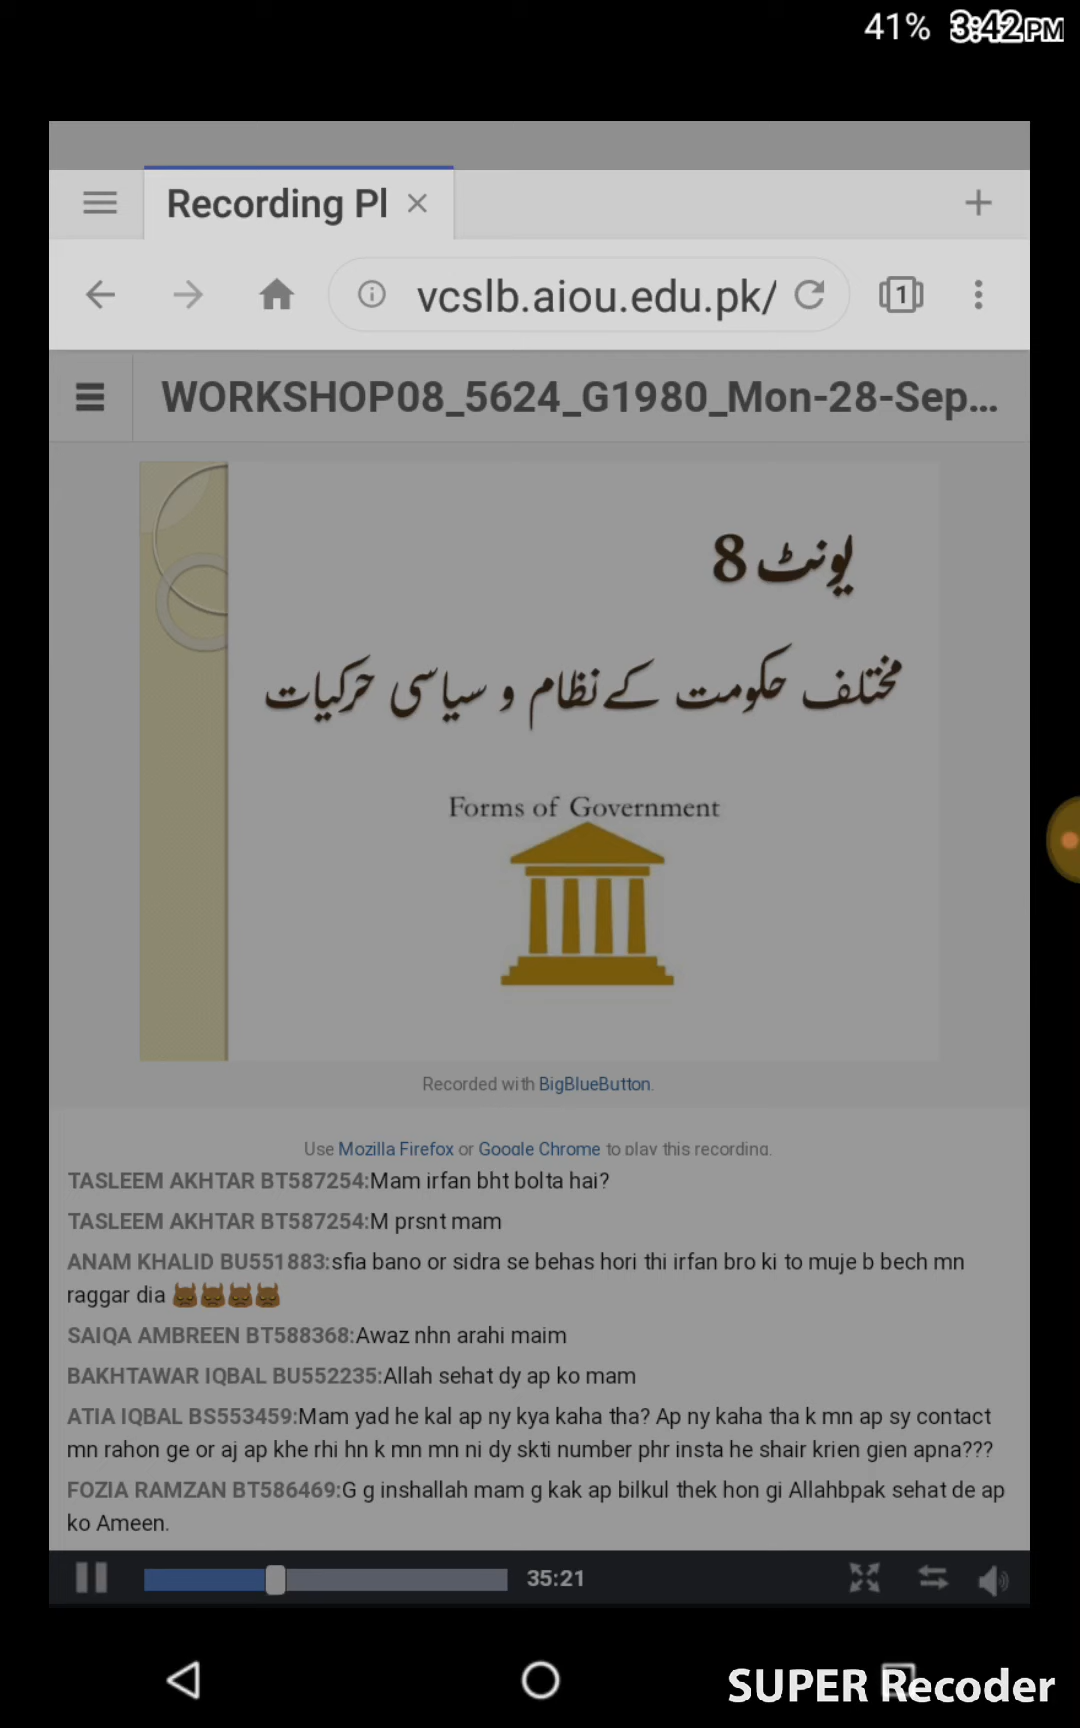 41% 3:42PM
Recording Pl
vcslb.aiou.edu.pk/
1
WORKSHOP08_5624_G1980_Mon-28-Sep...
یونٹ 8
مختلف حکومت کے نظام و سیاسی حرکیات
Forms of Government
Recorded with BigBlueButton.
Use Mozilla Firefox or Google Chrome to play this recording.
TASLEEM AKHTAR BT587254:Mam irfan bht bolta hai?
TASLEEM AKHTAR BT587254:M prsnt mam
ANAM KHALID BU551883:sfia bano or sidra se behas hori thi irfan bro ki to muje b bech mn
raggar dia 👿👿👿👿
SAIQA AMBREEN BT588368:Awaz nhn arahi maim
BAKHTAWAR IQBAL BU552235:Allah sehat dy ap ko mam
ATIA IQBAL BS553459:Mam yad he kal ap ny kya kaha tha? Ap ny kaha tha k mn ap sy contact
mn rahon ge or aj ap khe rhi hn k mn mn ni dy skti number phr insta he shair krien gien apna???
FOZIA RAMZAN BT586469:G g inshallah mam g kak ap bilkul thek hon gi Allahbpak sehat de ap
ko Ameen.
35:21
SUPER Recoder